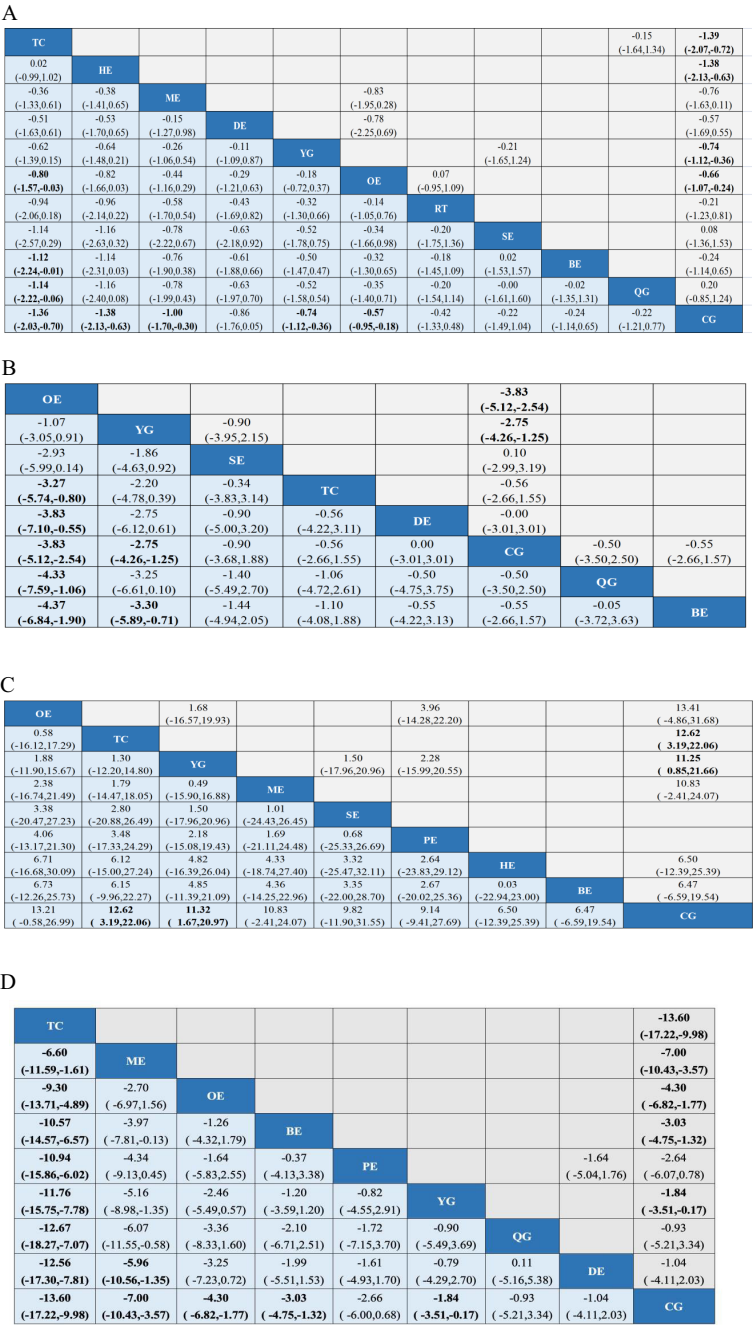 A
TC -0.15 -1.39
(-1.64,1.34) (-2.07,-0.72)
0.02 HE -1.38
(-0.99,1.02) (-2.13,-0.63)
-0.36 -0.38 ME -0.83 -0.76
(-1.33,0.61) (-1.41,0.65) (-1.95,0.28) (-1.63,0.11)
-0.51 -0.53 -0.15 DE -0.78 -0.57
(-1.63,0.61) (-1.70,0.65) (-1.27,0.98) (-2.25,0.69) (-1.69,0.55)
-0.62 -0.64 -0.26 -0.11 YG -0.21 -0.74
(-1.39,0.15) (-1.48,0.21) (-1.06,0.54) (-1.09,0.87) (-1.65,1.24) (-1.12,-0.36)
-0.80 -0.82 -0.44 -0.29 -0.18 OE 0.07 -0.66
(-1.57,-0.03) (-1.66,0.03) (-1.16,0.29) (-1.21,0.63) (-0.72,0.37) (-0.95,1.09) (-1.07,-0.24)
-0.94 -0.96 -0.58 -0.43 -0.32 -0.14 RT -0.21
(-2.06,0.18) (-2.14,0.22) (-1.70,0.54) (-1.69,0.82) (-1.30,0.66) (-1.05,0.76) (-1.23,0.81)
-1.14 -1.16 -0.78 -0.63 -0.52 -0.34 -0.20 SE 0.08
(-2.57,0.29) (-2.63,0.32) (-2.22,0.67) (-2.18,0.92) (-1.78,0.75) (-1.66,0.98) (-1.75,1.36) (-1.36,1.53)
-1.12 -1.14 -0.76 -0.61 -0.50 -0.32 -0.18 0.02 BE -0.24
(-2.24,-0.01) (-2.31,0.03) (-1.90,0.38) (-1.88,0.66) (-1.47,0.47) (-1.30,0.65) (-1.45,1.09) (-1.53,1.57) (-1.14,0.65)
-1.14 -1.16 -0.78 -0.63 -0.52 -0.35 -0.20 -0.00 -0.02 QG 0.20
(-2.22,-0.06) (-2.40,0.08) (-1.99,0.43) (-1.97,0.70) (-1.58,0.54) (-1.40,0.71) (-1.54,1.14) (-1.61,1.60) (-1.35,1.31) (-0.85,1.24)
-1.36 -1.38 -1.00 -0.86 -0.74 -0.57 -0.42 -0.22 -0.24 -0.22 CG
(-2.03,-0.70) (-2.13,-0.63) (-1.70,-0.30) (-1.76,0.05) (-1.12,-0.36) (-0.95,-0.18) (-1.33,0.48) (-1.49,1.04) (-1.14,0.65) (-1.21,0.77)
B
OE -3.83
(-5.12,-2.54)
-1.07 YG -0.90 -2.75
(-3.05,0.91) (-3.95,2.15) (-4.26,-1.25)
-2.93 -1.86 SE 0.10
(-5.99,0.14) (-4.63,0.92) (-2.99,3.19)
-3.27 -2.20 -0.34 TC -0.56
(-5.74,-0.80) (-4.78,0.39) (-3.83,3.14) (-2.66,1.55)
-3.83 -2.75 -0.90 -0.56 DE -0.00
(-7.10,-0.55) (-6.12,0.61) (-5.00,3.20) (-4.22,3.11) (-3.01,3.01)
-3.83 -2.75 -0.90 -0.56 0.00 CG -0.50 -0.55
(-5.12,-2.54) (-4.26,-1.25) (-3.68,1.88) (-2.66,1.55) (-3.01,3.01) (-3.50,2.50) (-2.66,1.57)
-4.33 -3.25 -1.40 -1.06 -0.50 -0.50 QG
(-7.59,-1.06) (-6.61,0.10) (-5.49,2.70) (-4.72,2.61) (-4.75,3.75) (-3.50,2.50)
-4.37 -3.30 -1.44 -1.10 -0.55 -0.55 -0.05 BE
(-6.84,-1.90) (-5.89,-0.71) (-4.94,2.05) (-4.08,1.88) (-4.22,3.13) (-2.66,1.57) (-3.72,3.63)
C
OE 1.68 3.96 13.41
(-16.57,19.93) (-14.28,22.20) ( -4.86,31.68)
0.58 TC 12.62
(-16.12,17.29) ( 3.19,22.06)
1.88 1.30 YG 1.50 2.28 11.25
(-11.90,15.67) (-12.20,14.80) (-17.96,20.96) (-15.99,20.55) ( 0.85,21.66)
2.38 1.79 0.49 ME 10.83
(-16.74,21.49) (-14.47,18.05) (-15.90,16.88) (-2.41,24.07)
3.38 2.80 1.50 1.01 SE
(-20.47,27.23) (-20.88,26.49) (-17.96,20.96) (-24.43,26.45)
4.06 3.48 2.18 1.69 0.68 PE
(-13.17,21.30) (-17.33,24.29) (-15.08,19.43) (-21.11,24.48) (-25.33,26.69)
6.71 6.12 4.82 4.33 3.32 2.64 HE 6.50
(-16.68,30.09) (-15.00,27.24) (-16.39,26.04) (-18.74,27.40) (-25.47,32.11) (-23.83,29.12) (-12.39,25.39)
6.73 6.15 4.85 4.36 3.35 2.67 0.03 BE 6.47
(-12.26,25.73) (-9.96,22.27) (-11.39,21.09) (-14.25,22.96) (-22.00,28.70) (-20.02,25.36) (-22.94,23.00) (-6.59,19.54)
13.21 12.62 11.32 10.83 9.82 9.14 6.50 6.47 CG
(-0.58,26.99) ( 3.19,22.06) ( 1.67,20.97) (-2.41,24.07) (-11.90,31.55) (-9.41,27.69) (-12.39,25.39) (-6.59,19.54)
D
TC -13.60
(-17.22,-9.98)
-6.60 ME -7.00
(-11.59,-1.61) (-10.43,-3.57)
-9.30 -2.70 OE -4.30
(-13.71,-4.89) ( -6.97,1.56) ( -6.82,-1.77)
-10.57 -3.97 -1.26 BE -3.03
(-14.57,-6.57) ( -7.81,-0.13) ( -4.32,1.79) ( -4.75,-1.32)
-10.94 -4.34 -1.64 -0.37 PE -1.64 -2.64
(-15.86,-6.02) ( -9.13,0.45) ( -5.83,2.55) ( -4.13,3.38) ( -5.04,1.76) ( -6.07,0.78)
-11.76 -5.16 -2.46 -1.20 -0.82 YG -1.84
(-15.75,-7.78) ( -8.98,-1.35) ( -5.49,0.57) ( -3.59,1.20) ( -4.55,2.91) ( -3.51,-0.17)
-12.67 -6.07 -3.36 -2.10 -1.72 -0.90 QG -0.93
(-18.27,-7.07) (-11.55,-0.58) ( -8.33,1.60) ( -6.71,2.51) ( -7.15,3.70) ( -5.49,3.69) ( -5.21,3.34)
-12.56 -5.96 -3.25 -1.99 -1.61 -0.79 0.11 DE -1.04
(-17.30,-7.81) (-10.56,-1.35) ( -7.23,0.72) ( -5.51,1.53) ( -4.93,1.70) ( -4.29,2.70) ( -5.16,5.38) ( -4.11,2.03)
-13.60 -7.00 -4.30 -3.03 -2.66 -1.84 -0.93 -1.04 CG
(-17.22,-9.98) (-10.43,-3.57) ( -6.82,-1.77) ( -4.75,-1.32) ( -6.00,0.68) ( -3.51,-0.17) ( -5.21,3.34) ( -4.11,2.03)